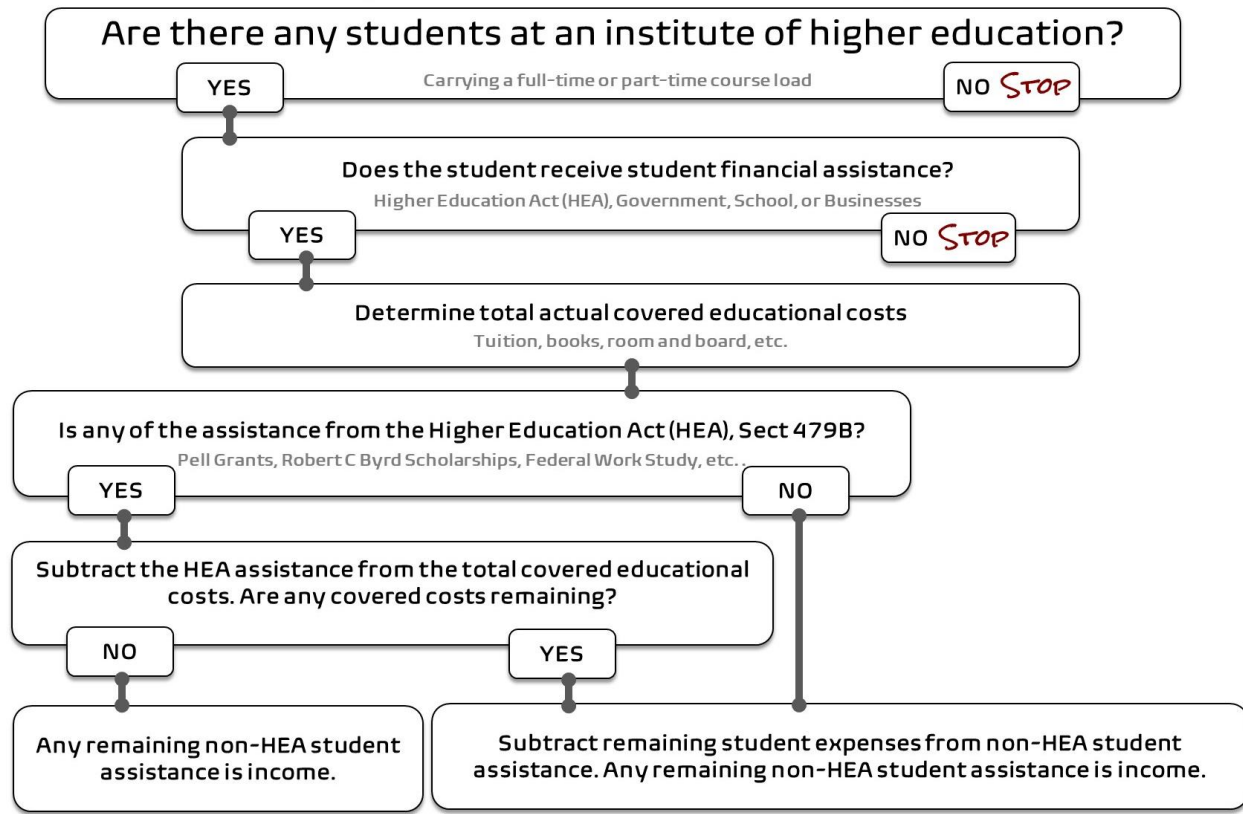 Are there any students at an institute of higher education?
Carrying a full-time or part-time course load
YES
NO STOP
Does the student receive student financial assistance?
Higher Education Act (HEA), Government, School, or Businesses
YES
NO STOP
Determine total actual covered educational costs
Tuition, books, room and board, etc.
Is any of the assistance from the Higher Education Act (HEA), Sect 479B?
Pell Grants, Robert C Byrd Scholarships, Federal Work Study, etc. .
YES
NO
Subtract the HEA assistance from the total covered educational
costs. Are any covered costs remaining?
NO
YES
Any remaining non-HEA student
assistance is income.
Subtract remaining student expenses from non-HEA student
assistance. Any remaining non-HEA student assistance is income.